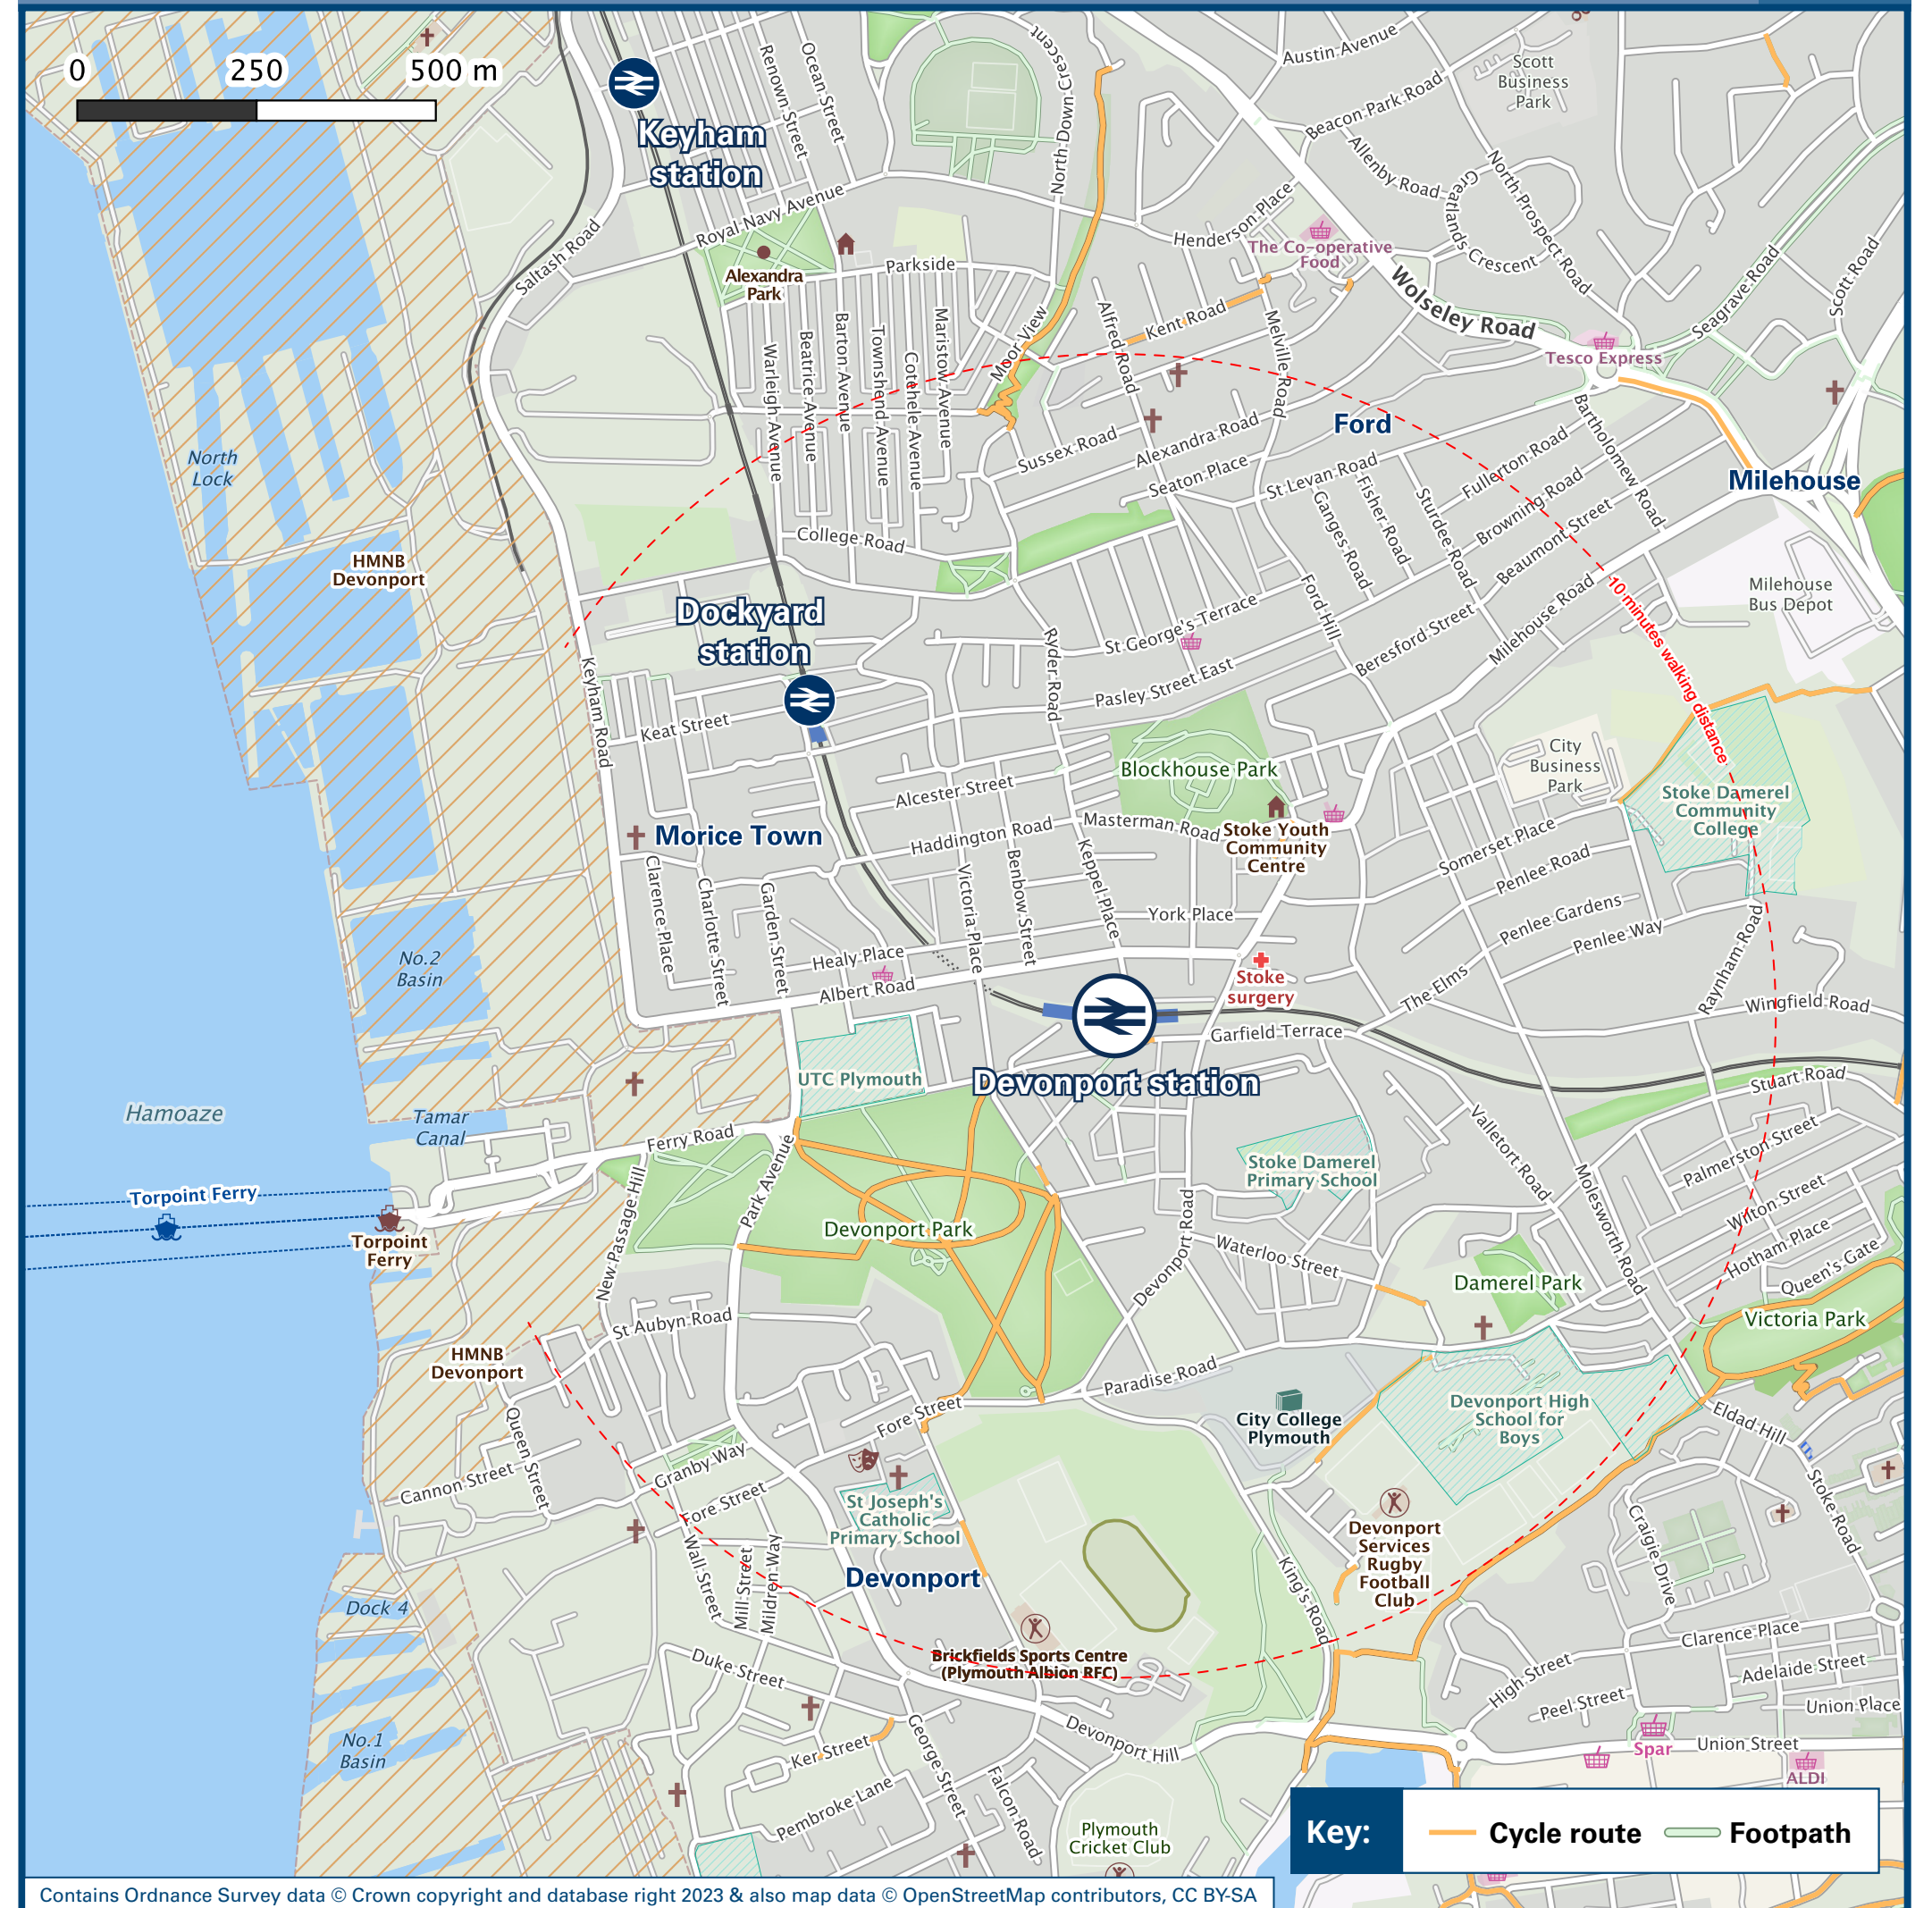 0 250 500 m
Keyham
station
Renown Street
Ocean Street
North Down Crescent
Crescent
Austin Avenue
Scott
Business
Park
Beacon Park Road
Allenby Road
Greatlands Crescent
North Prospect Road
Royal Navy Avenue
Saltash Road
Alexandra
Park
Parkside
Henderson Place
The Co-operative
Food
Wolseley Road
Seagrave Road
Scott Road
Tesco Express
Kent Road
Alfred Road
Melville Road
Moor View
Warleigh Avenue
Beatrice Avenue
Barton Avenue
Townshend Avenue
Cotehele Avenue
Maristow Avenue
North
Lock
Ford
Milehouse
Sussex Road
Alexandra Road
Seaton Place
St Levan Road
Fullerton Road
Bartholomew Road
Browning Road
Beaumont Street
Ganges Road
Fisher Road
Sturdee Road
College Road
HMNB
Devonport
Milehouse
Bus Depot
10 minutes walking distance
Dockyard
station
St George's Terrace
Ford Hill
Beresford Street
Milehouse Road
Ryder Road
Pasley Street East
Keyham Road
Keat Street
Blockhouse Park
City
Business
Park
Stoke Damerel
Community
College
Alcester Street
Morice Town
Haddington Road
Masterman Road
Stoke Youth
Community
Centre
Somerset Place
Penlee Road
Penlee Gardens
Penlee Way
Clarence Place
Charlotte Street
Garden Street
Victoria Place
Benbow Street
Keppel Place
York Place
Raynham Road
No.2
Basin
Healy Place
Albert Road
Stoke
surgery
The Elms
Wingfield Road
Garfield Terrace
Devonport station
UTC Plymouth
Stuart Road
Hamoaze
Tamar
Canal
Ferry Road
Park Avenue
Valletort Road
Palmerston Street
Stoke Damerel
Primary School
Molesworth Road
Wilton Street
Hotham Place
Queen's Gate
Torpoint Ferry
Torpoint
Ferry
New Passage Hill
Devonport Park
Devonport Road
Waterloo Street
Damerel Park
Victoria Park
St Aubyn Road
HMNB
Devonport
Paradise Road
City College
Plymouth
Devonport High
School for
Boys
Eldad Hill
Stoke Road
Queen Street
Cannon Street
Granby Way
Fore Street
Fore Street
St Joseph's
Catholic
Primary School
Devonport
Services
Rugby
Football
Club
Craigie Drive
Wall Street
Mill Street
Mildren Way
Devonport
King's Road
Dock 4
Brickfields Sports Centre
(Plymouth Albion RFC)
Duke Street
Clarence Place
Adelaide Street
High Street
Peel Street
Union Place
No.1
Basin
Ker Street
George Street
Devonport Hill
Spar
Union Street
ALDI
Pembroke Lane
Falcon Road
Plymouth
Cricket Club
Key: Cycle route Footpath
Contains Ordnance Survey data © Crown copyright and database right 2023 & also map data © OpenStreetMap contributors, CC BY-SA